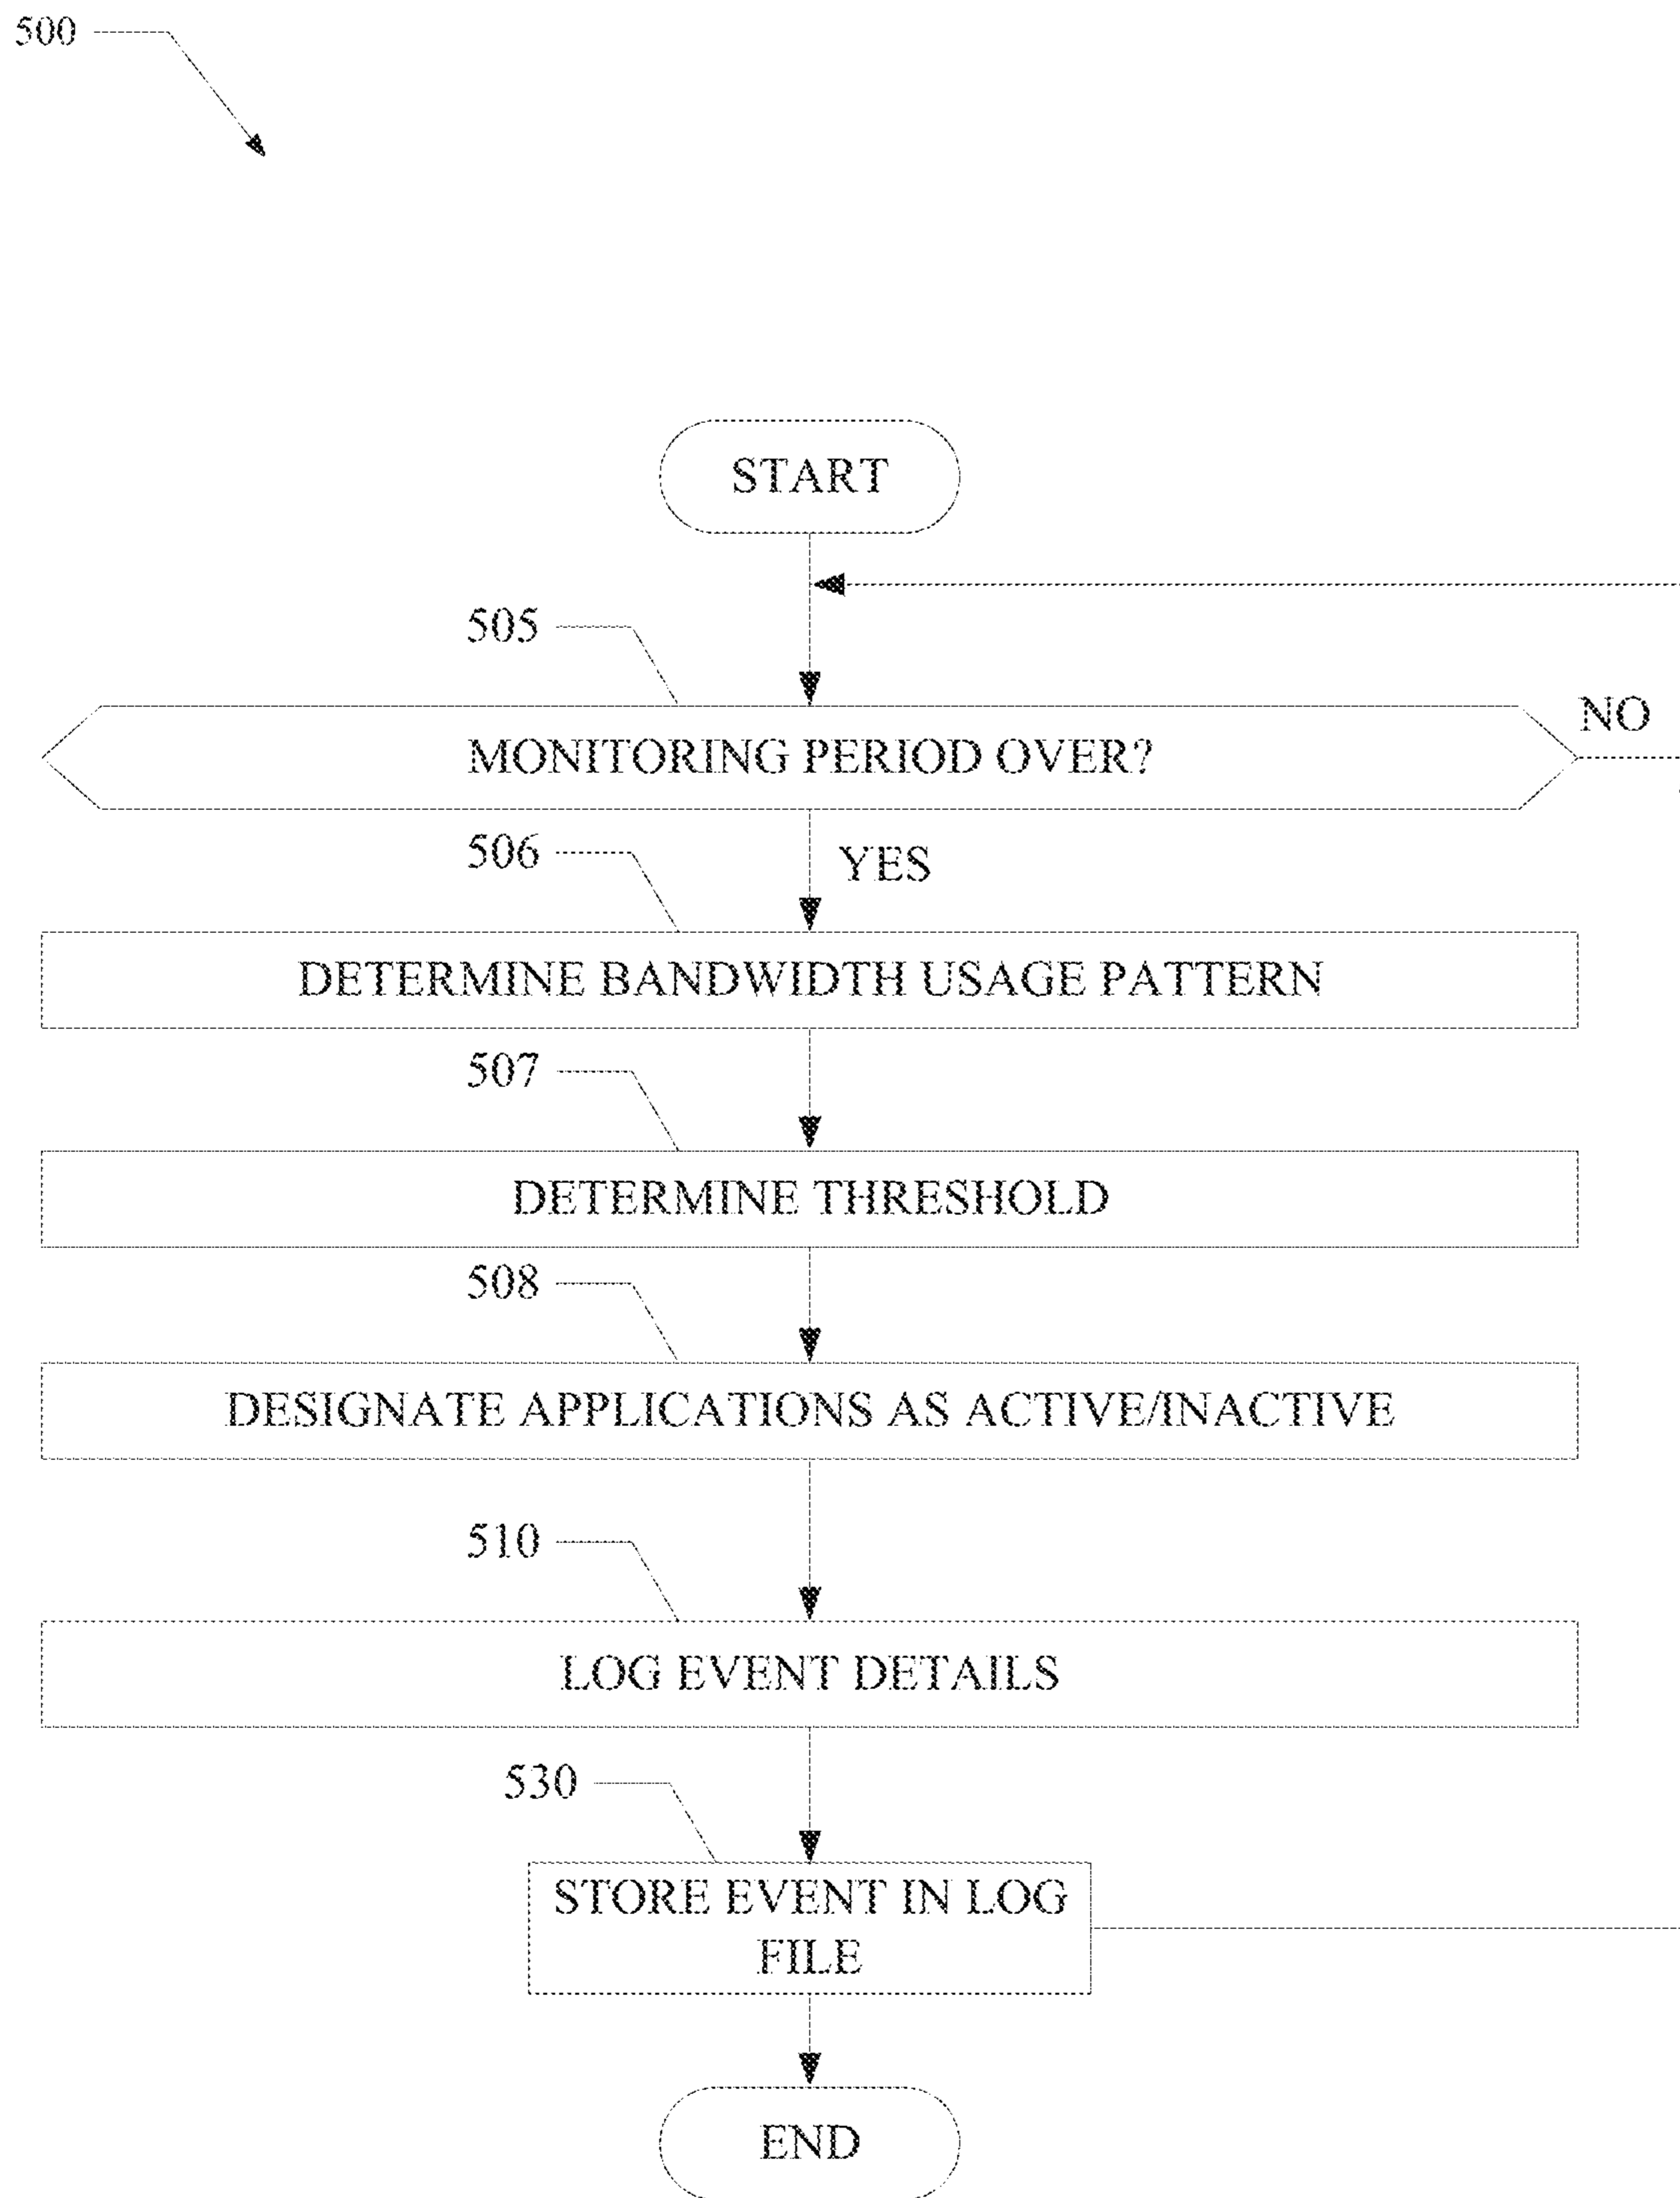 500
START
505
MONITORING PERIOD OVER?
NO
506
YES
DETERMINE BANDWIDTH USAGE PATTERN
507
DETERMINE THRESHOLD
508
DESIGNATE APPLICATIONS AS ACTIVE/INACTIVE
510
LOG EVENT DETAILS
530
STORE EVENT IN LOG
FILE
END